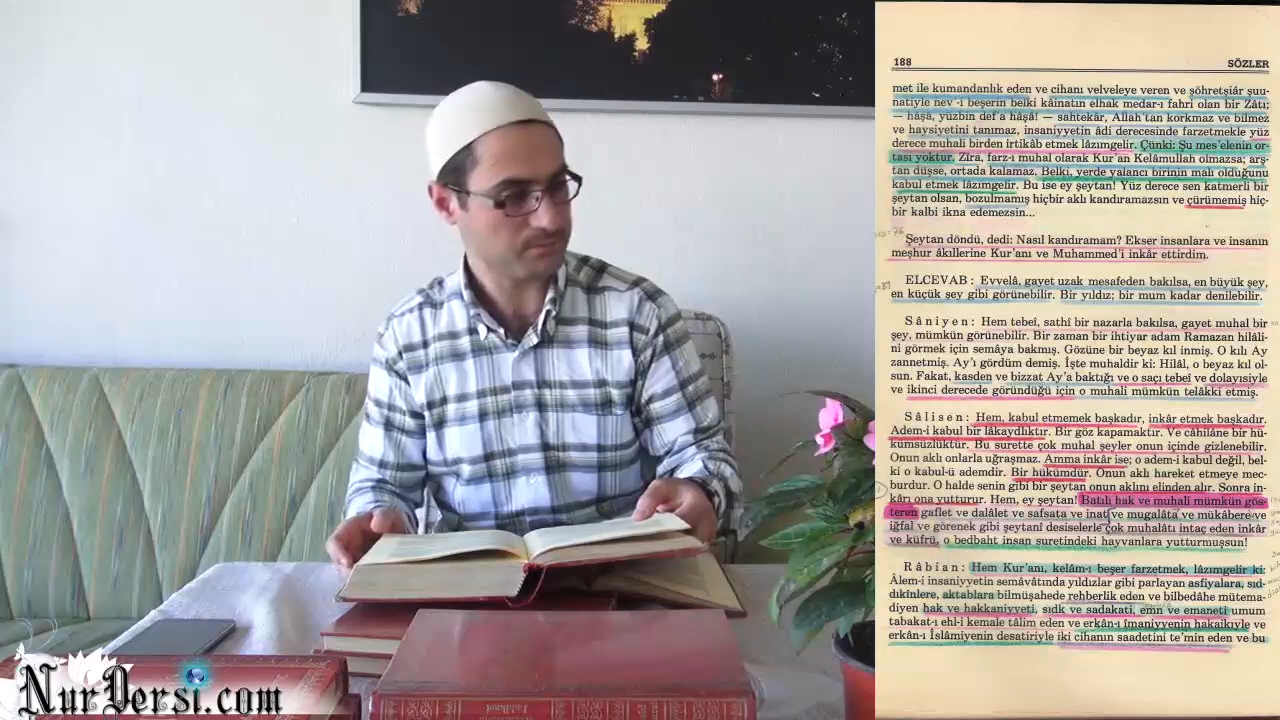 188 SÖZLER
met ile kumandanlık eden ve cihanı velveleye veren ve şöhretşiâr şuu-
natiyle nev'-i beşerin belki kâinatın elhak medar-ı fahri olan bir Zâtı;
— hâşâ, yüzbin def'a hâşâ! — sahtekâr, Allah'tan korkmaz ve bilmez
ve haysiyetini tanımaz, insaniyyetin âdi derecesinde farzetmekle yüz
derece muhali birden irtikâb etmek lâzımgelir. Çünki: Şu mes'elenin or-
tası yoktur. Zîra, farz-ı muhal olarak Kur'an Kelâmullah olmazsa; arş-
tan düşse, ortada kalamaz. Belki, yerde yalancı birinin malı olduğunu
kabul etmek lâzımgelir. Bu ise ey şeytan! Yüz derece sen katmerli bir
şeytan olsan, bozulmamış hiçbir aklı kandıramazsın ve çürümemiş hiç-
bir kalbi ikna edemezsin...
Şeytan döndü, dedi: Nasıl kandıramam? Ekser insanlara ve insanın
meşhur âkıllerine Kur'anı ve Muhammed'i inkâr ettirdim.
ELCEVAB: Evvelâ, gayet uzak mesafeden bakılsa, en büyük şey,
en küçük şey gibi görünebilir. Bir yıldız; bir mum kadar denilebilir.
Sâniyen: Hem tebeî, sathî bir nazarla bakılsa, gayet muhal bir
şey, mümkün görünebilir. Bir zaman bir ihtiyar adam Ramazan hilâli-
ni görmek için semâya bakmış. Gözüne bir beyaz kıl inmiş. O kılı Ay
zannetmiş. Ay'ı gördüm demiş. İşte muhaldir ki: Hilâl, o beyaz kıl ol-
sun. Fakat, kasden ve bizzat Ay'a baktığı ve o saçı tebeî ve dolayısiyle
ve ikinci derecede göründüğü için o muhali mümkün telâkki etmiş.
Sâlisen: Hem, kabul etmemek başkadır, inkâr etmek başkadır.
Adem-i kabul bir lâkaydlıktır. Bir göz kapamaktır. Ve câhilâne bir hü-
kümsüzlüktür. Bu surette çok muhal şeyler onun içinde gizlenebilir.
Onun aklı onlarla uğraşmaz. Amma inkâr ise; o adem-i kabul değil, bel-
ki o kabul-ü ademdir. Bir hükümdür. Onun aklı hareket etmeye mec-
burdur. O halde senin gibi bir şeytan onun aklını elinden alır. Sonra in-
kârı ona yutturur. Hem, ey şeytan! Batılı hak ve muhali mümkün gös-
teren gaflet ve dalâlet ve safsata ve inat ve mugalâta ve mükâbere ve
iğfal ve görenek gibi şeytanî desiselerle çok muhalâtı intaç eden inkâr
ve küfrü, o bedbaht insan suretindeki hayvanlara yutturmuşsun!
Râbian: Hem Kur'anı, kelâm-ı beşer farzetmek, lâzımgelir ki:
Âlem-i insaniyyetin semâvâtında yıldızlar gibi parlayan asfiyalara, sıd-
dıkînlere, aktablara bilmüşahede rehberlik eden ve bilbedahe mütema-
diyen hak ve hakkaniyyeti, sıdk ve sadakati, emn ve emaneti umum
tabakat-ı ehl-i kemale tâlim eden ve erkân-ı îmaniyyenin hakaikıyle ve
erkân-ı İslâmiyenin desatiriyle iki cihanın saadetini te'min eden ve bu
NurDersi.com